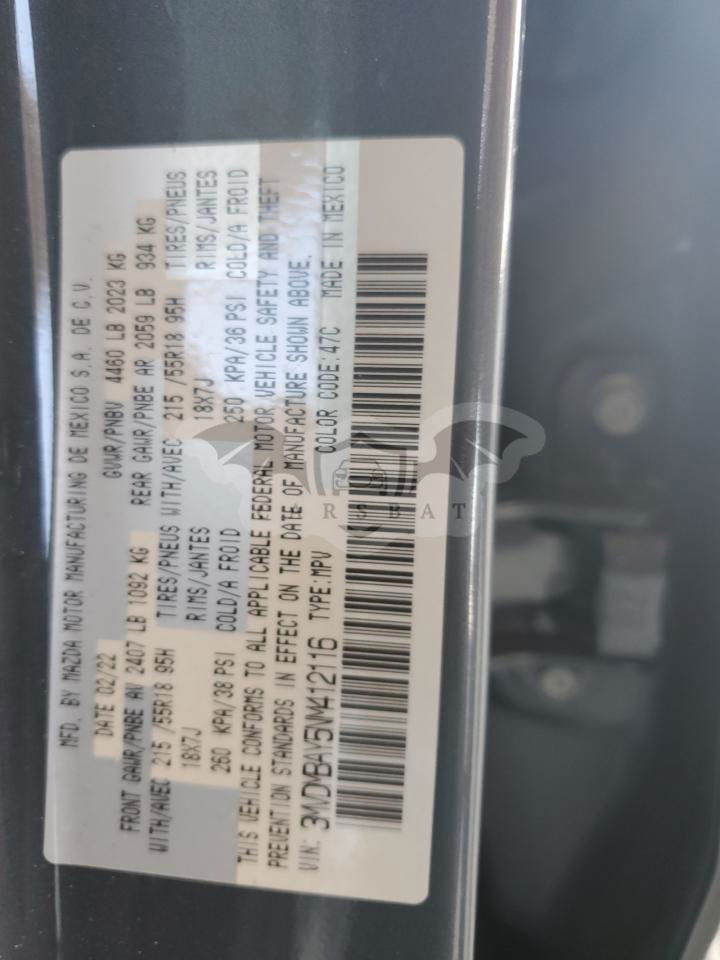 MFD. BY MAZDA MOTOR MANUFACTURING DE MEXICO S.A. DE C.V.
DATE 02/22 GVWR/PNBV 4460 LB 2023 KG
FRONT GAWR/PNBE AV 2407 LB 1092 KG REAR GAWR/PNBE AR 2059 LB 934 KG
WITH/AVEC 215 /55R18 95H TIRES/PNEUS WITH/AVEC 215 /55R18 95H TIRES/PNEUS
18X7J RIMS/JANTES 18X7J RIMS/JANTES
260 KPA/38 PSI COLD/A FROID 250 KPA/36 PSI COLD/A FROID
THIS VEHICLE CONFORMS TO ALL APPLICABLE FEDERAL MOTOR VEHICLE SAFETY AND THEFT
PREVENTION STANDARDS IN EFFECT ON THE DATE OF MANUFACTURE SHOWN ABOVE.
VIN: 3MVDMBAY5NM412116 TYPE:MPV COLOR CODE:47C MADE IN MEXICO
RSBAT